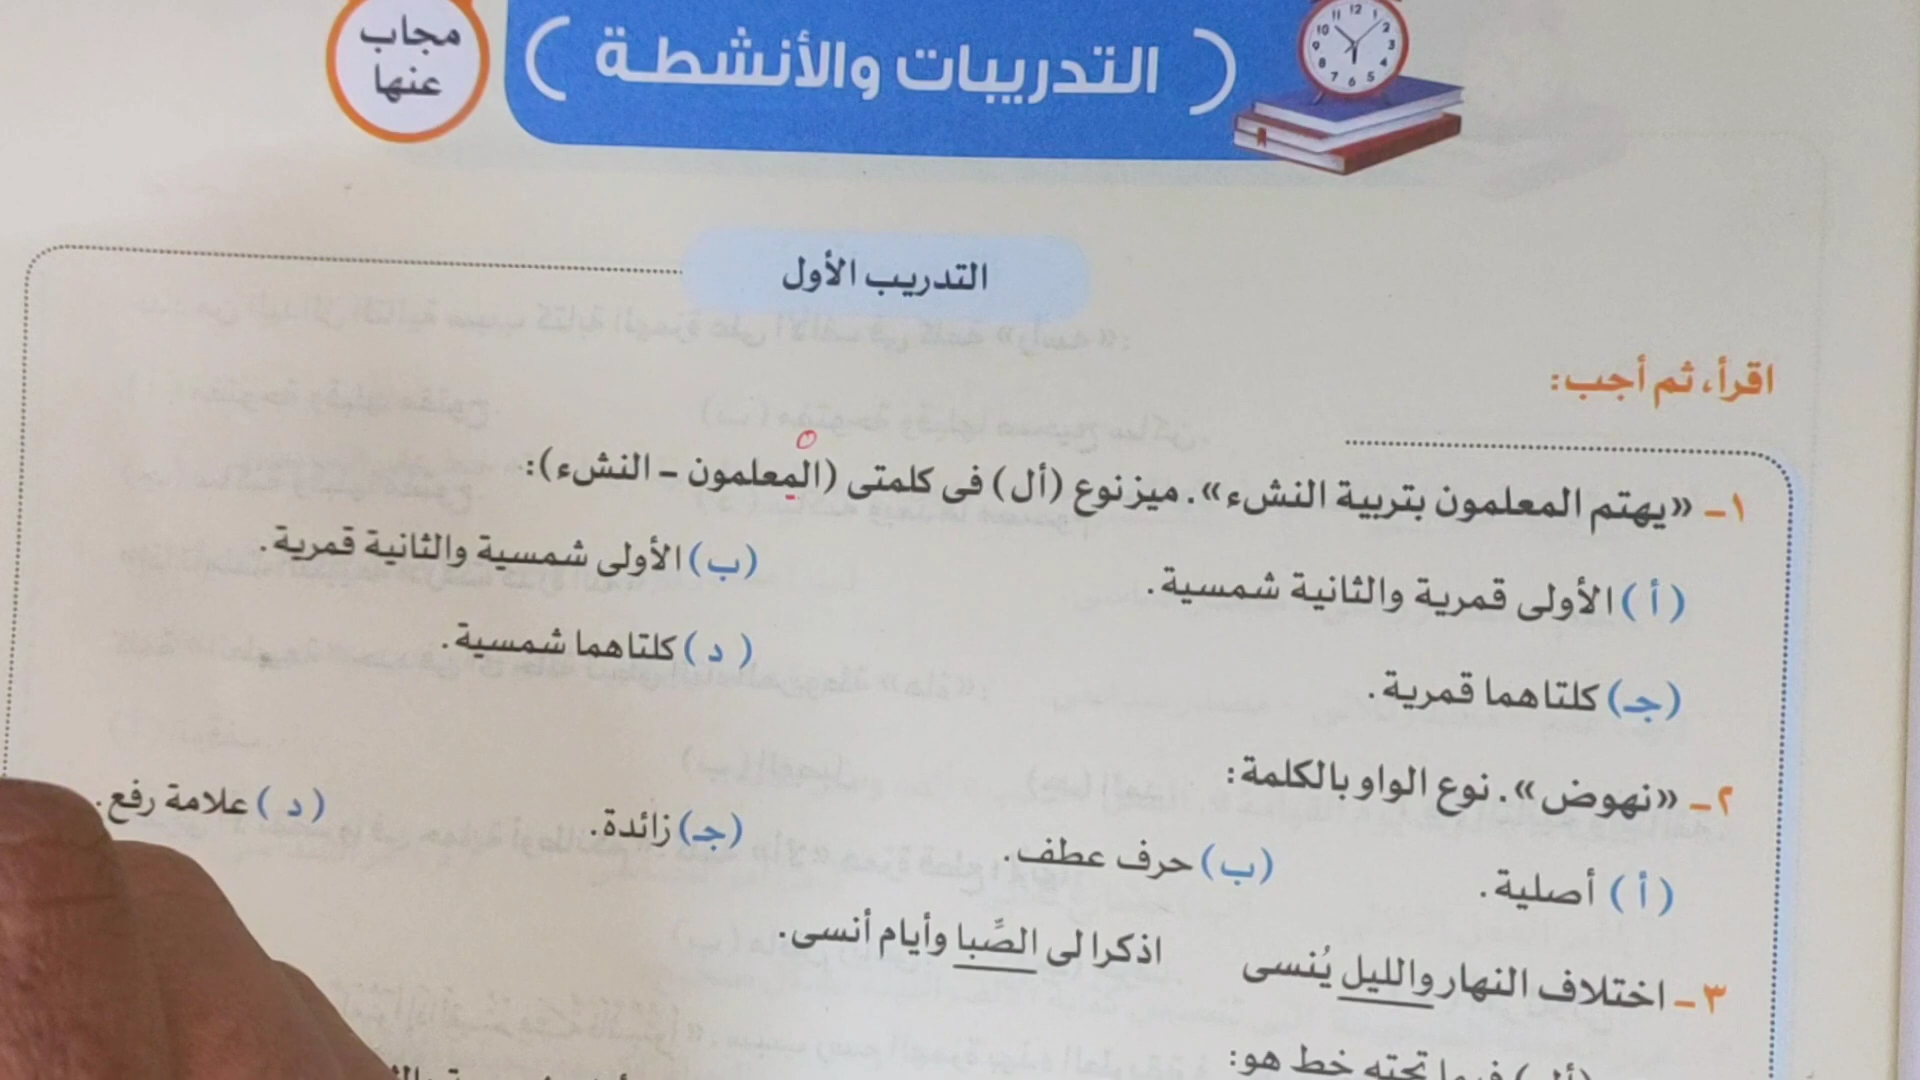 مجاب
عنها
( التدريبات والأنشطة )
التدريب الأول
اقرأ، ثم أجب:
١- «يهتم المعلمون بتربية النشء». ميز نوع (أل) فى كلمتى (المعلمون - النشء):
(أ) الأولى قمرية والثانية شمسية. (ب) الأولى شمسية والثانية قمرية.
(جـ) كلتاهما قمرية. (د) كلتاهما شمسية.
٢- «نهوض». نوع الواو بالكلمة:
(أ) أصلية. (ب) حرف عطف. (جـ) زائدة. (د) علامة رفع.
٣- اختلاف النهار والليل يُنسى اذكرا لى الصِّبا وأيام أنسى.
(أل) فيما تحته خط هو: